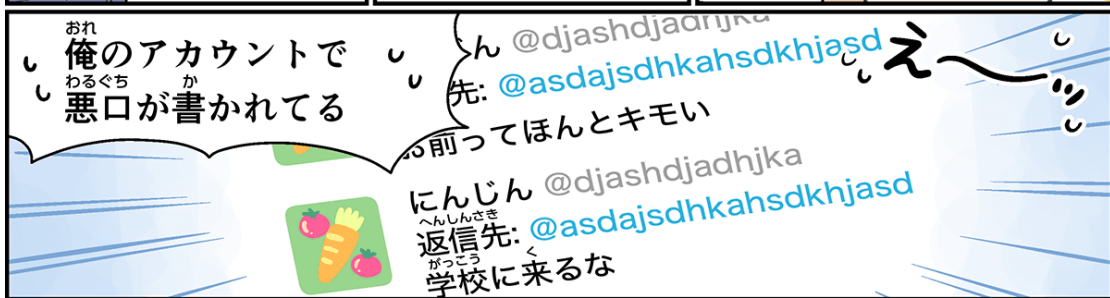 俺のアカウントで
悪口が書かれてる
え〜ッ
ん @djashdjadhjka
先: @asdajsdhkahsdkhjasd
お前ってほんとキモい
にんじん @djashdjadhjka
返信先: @asdajsdhkahsdkhjasd
学校に来るな